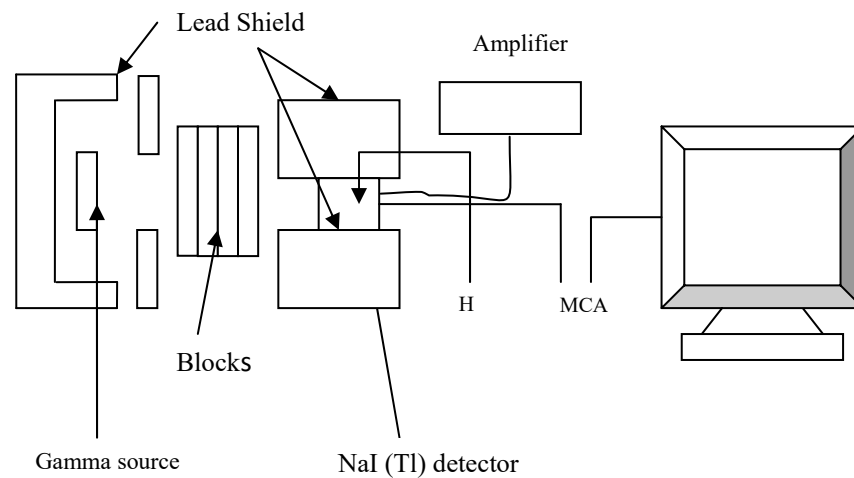 Lead Shield
Amplifier
H
MCA
Blocks
Gamma source
NaI (Tl) detector